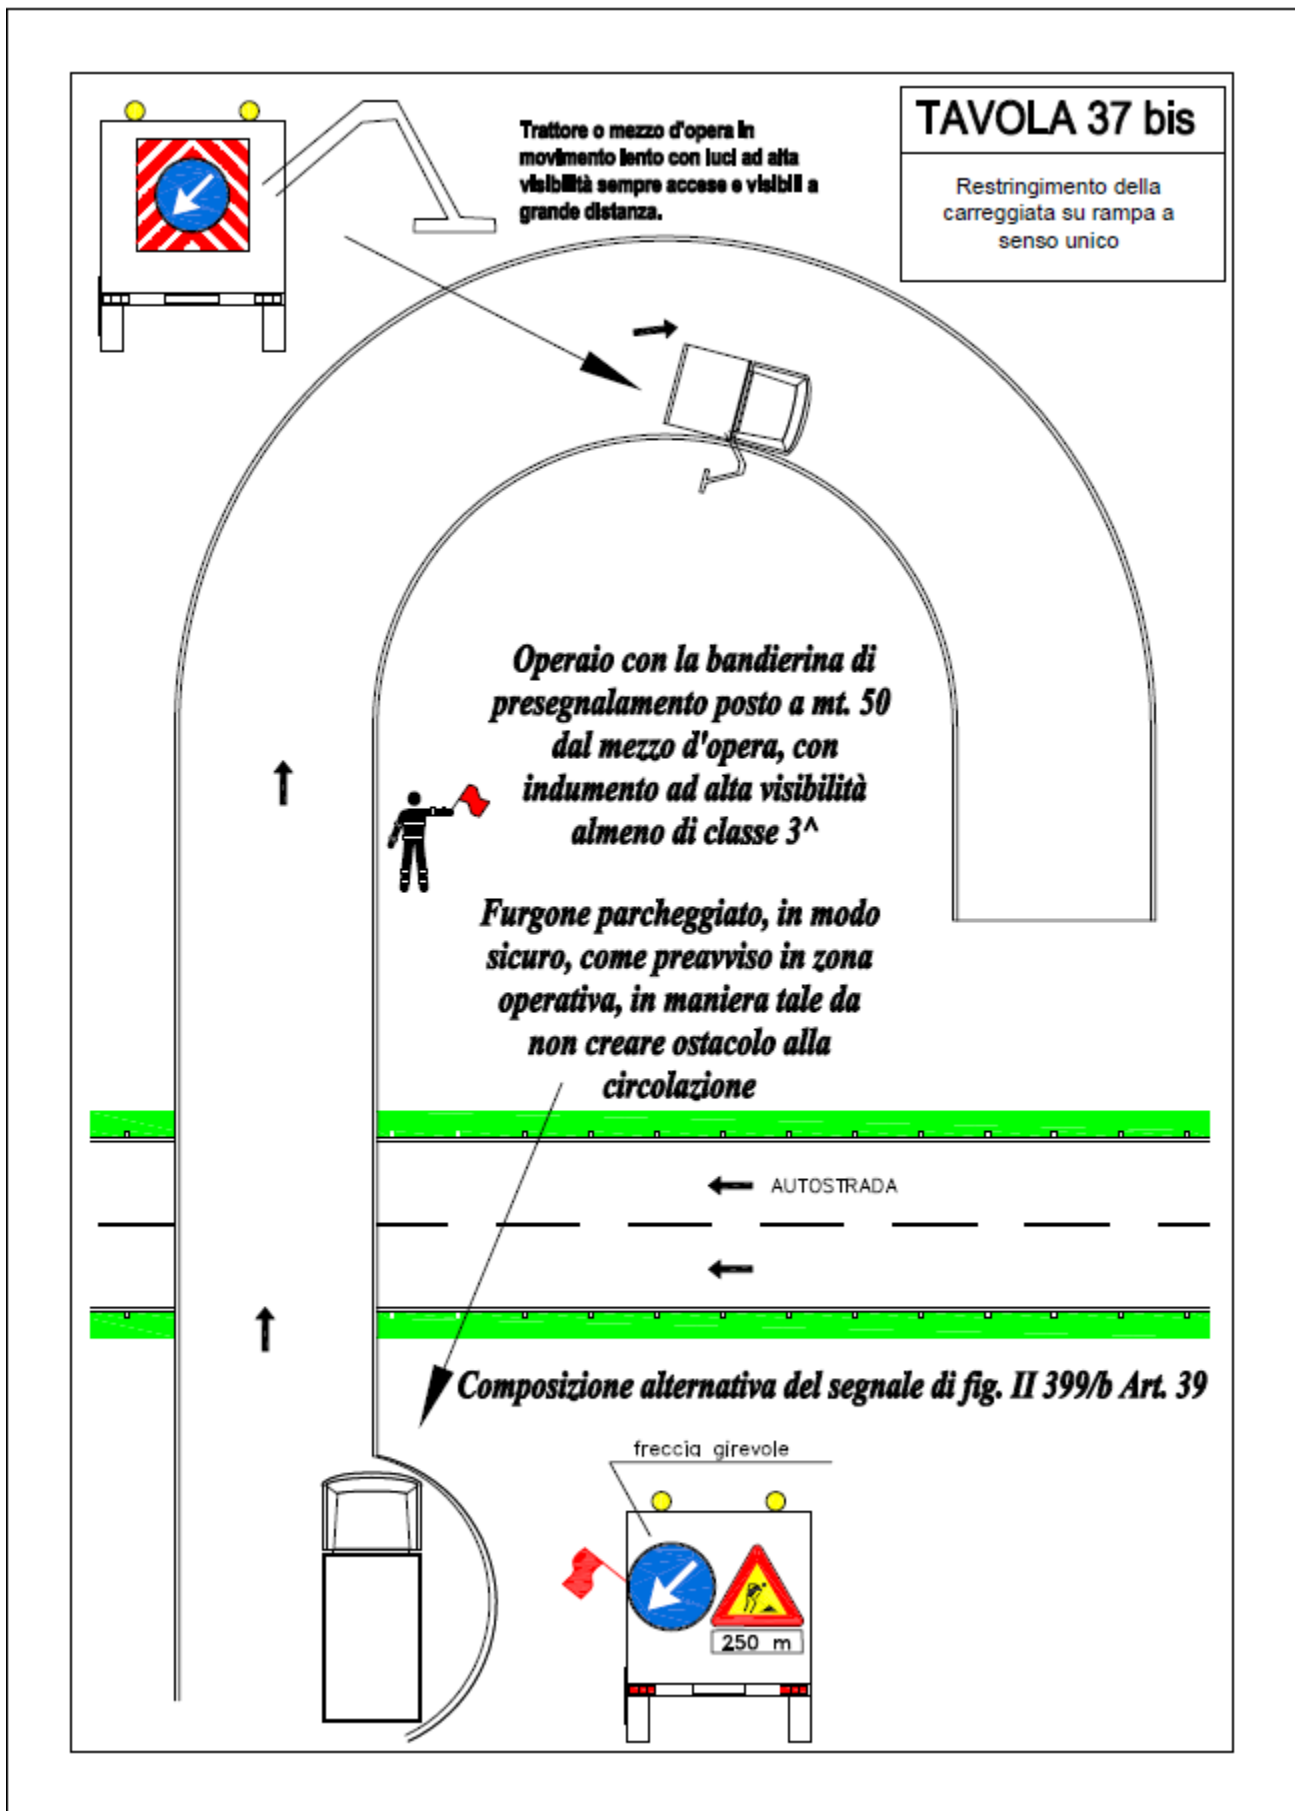 TAVOLA 37 bis
Restringimento della
carreggiata su rampa a
senso unico
Trattore o mezzo d'opera in
movimento lento con luci ad alta
visibilità sempre accese e visibili a
grande distanza.
Operaio con la bandierina di
presegnalamento posto a mt. 50
dal mezzo d'opera, con
indumento ad alta visibilità
almeno di classe 3^
Furgone parcheggiato, in modo
sicuro, come preavviso in zona
operativa, in maniera tale da
non creare ostacolo alla
circolazione
AUTOSTRADA
Composizione alternativa del segnale di fig. II 399/b Art. 39
freccia girevole
250 m